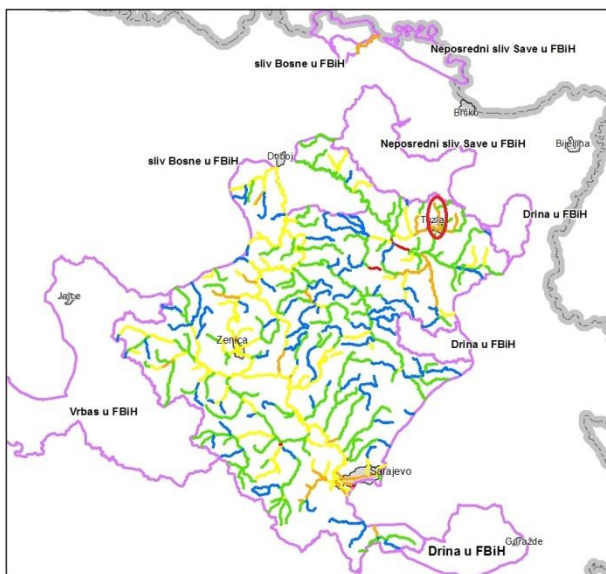 Neposredni sliv Save u FBiH
sliv Bosne u FBiH
Brčko
Bijeljina
Doboj
Neposredni sliv Save u FBiH
sliv Bosne u FBiH
Drina u FBiH
Tuzla
Jajce
Zenica
Drina u FBiH
Vrbas u FBiH
Sarajevo
Goražde
Drina u FBiH